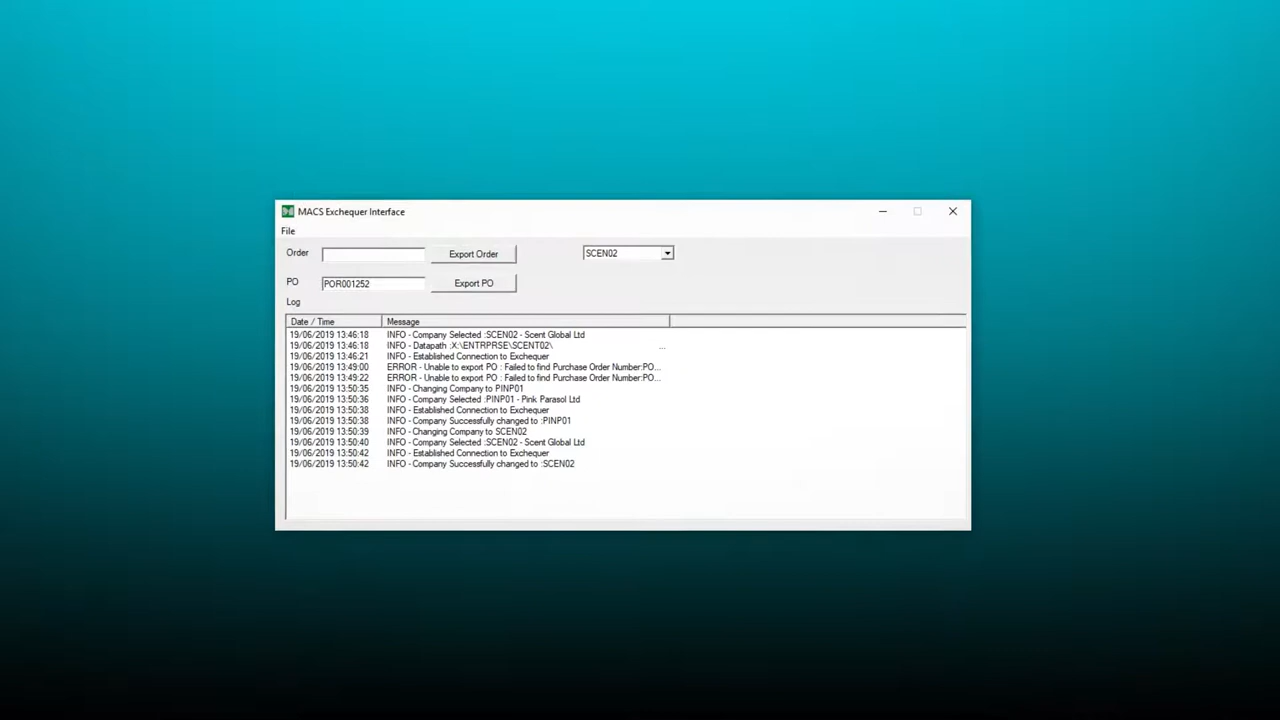 MACS Exchequer Interface
File
Order Export Order SCEN02
PO POR001252 Export PO
Log
Date / Time Message
19/06/2019 13:46:18 INFO - Company Selected :SCEN02 - Scent Global Ltd
19/06/2019 13:46:18 INFO - Datapath :X:\ENTRPRSE\SCENT02\ ...
19/06/2019 13:46:21 INFO - Established Connection to Exchequer
19/06/2019 13:49:00 ERROR - Unable to export PO : Failed to find Purchase Order Number:PO...
19/06/2019 13:49:22 ERROR - Unable to export PO : Failed to find Purchase Order Number:PO...
19/06/2019 13:50:35 INFO - Changing Company to PINP01
19/06/2019 13:50:36 INFO - Company Selected :PINP01 - Pink Parasol Ltd
19/06/2019 13:50:38 INFO - Established Connection to Exchequer
19/06/2019 13:50:38 INFO - Company Successfully changed to :PINP01
19/06/2019 13:50:39 INFO - Changing Company to SCEN02
19/06/2019 13:50:40 INFO - Company Selected :SCEN02 - Scent Global Ltd
19/06/2019 13:50:42 INFO - Established Connection to Exchequer
19/06/2019 13:50:42 INFO - Company Successfully changed to :SCEN02